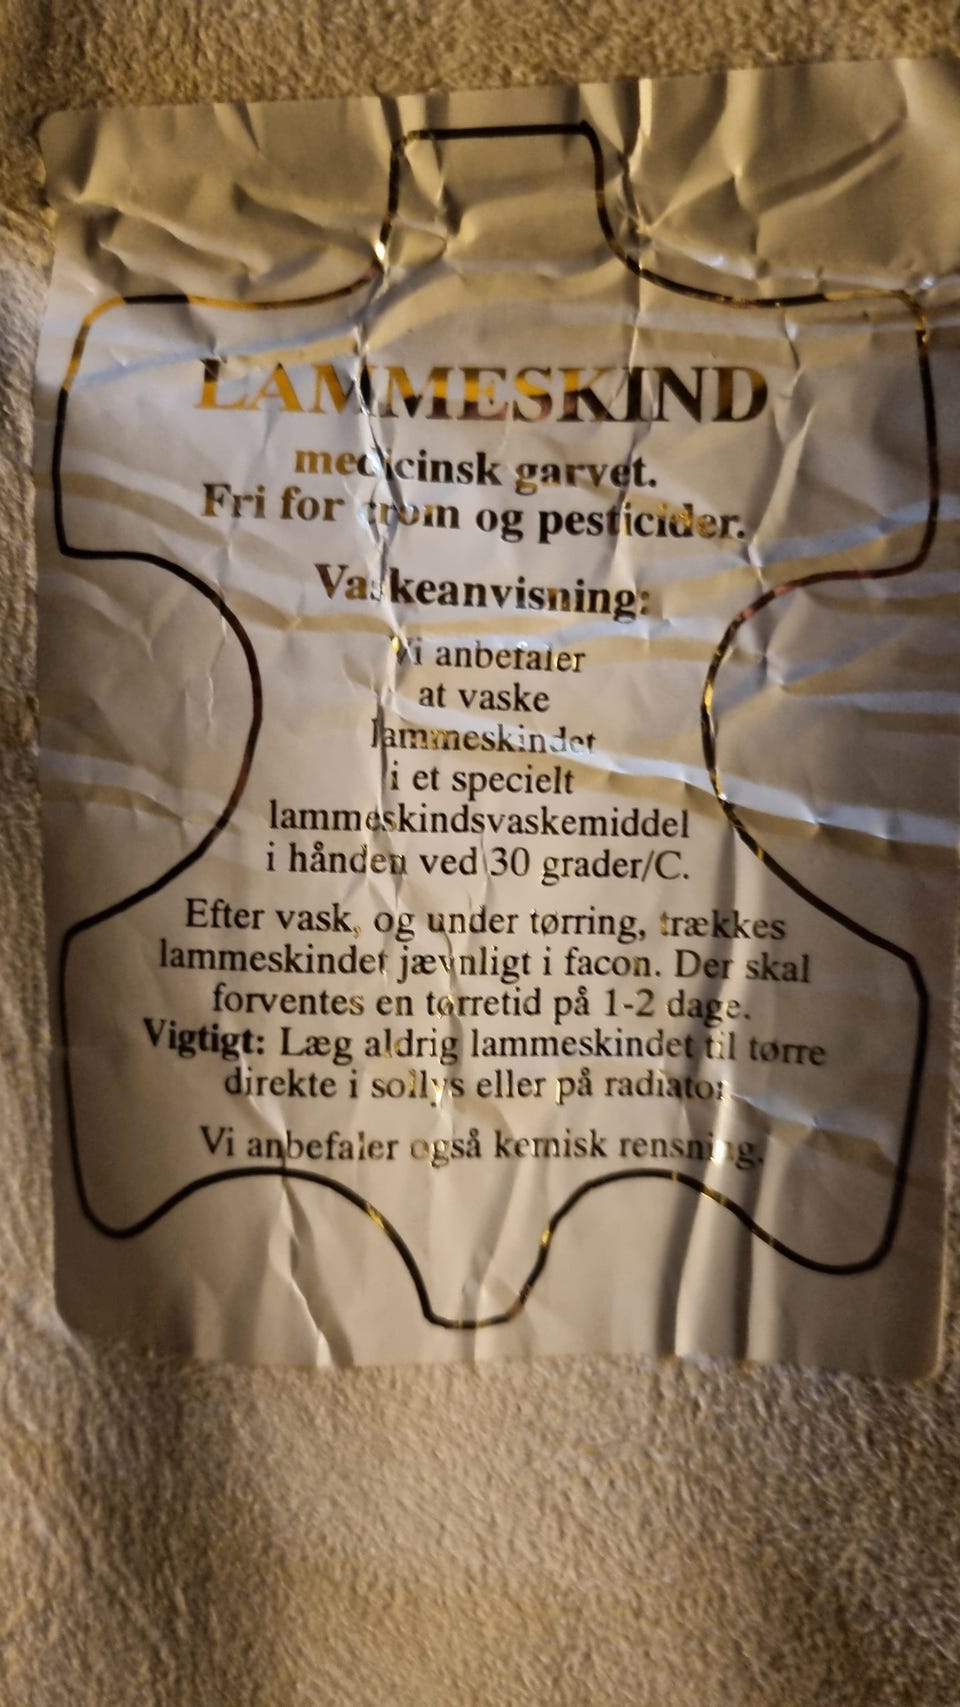 LAMMESKIND
medicinsk garvet.
Fri for crom og pesticider.
Vaskeanvisning:
Vi anbefaler
at vaske
lammeskindet
i et specielt
lammeskindsvaskemiddel
i hånden ved 30 grader/C.
Efter vask, og under tørring, trækkes
lammeskindet jævnligt i facon. Der skal
forventes en tørretid på 1-2 dage.
Vigtigt: Læg aldrig lammeskindet til tørre
direkte i sollys eller på radiator
Vi anbefaler også kemisk rensning.